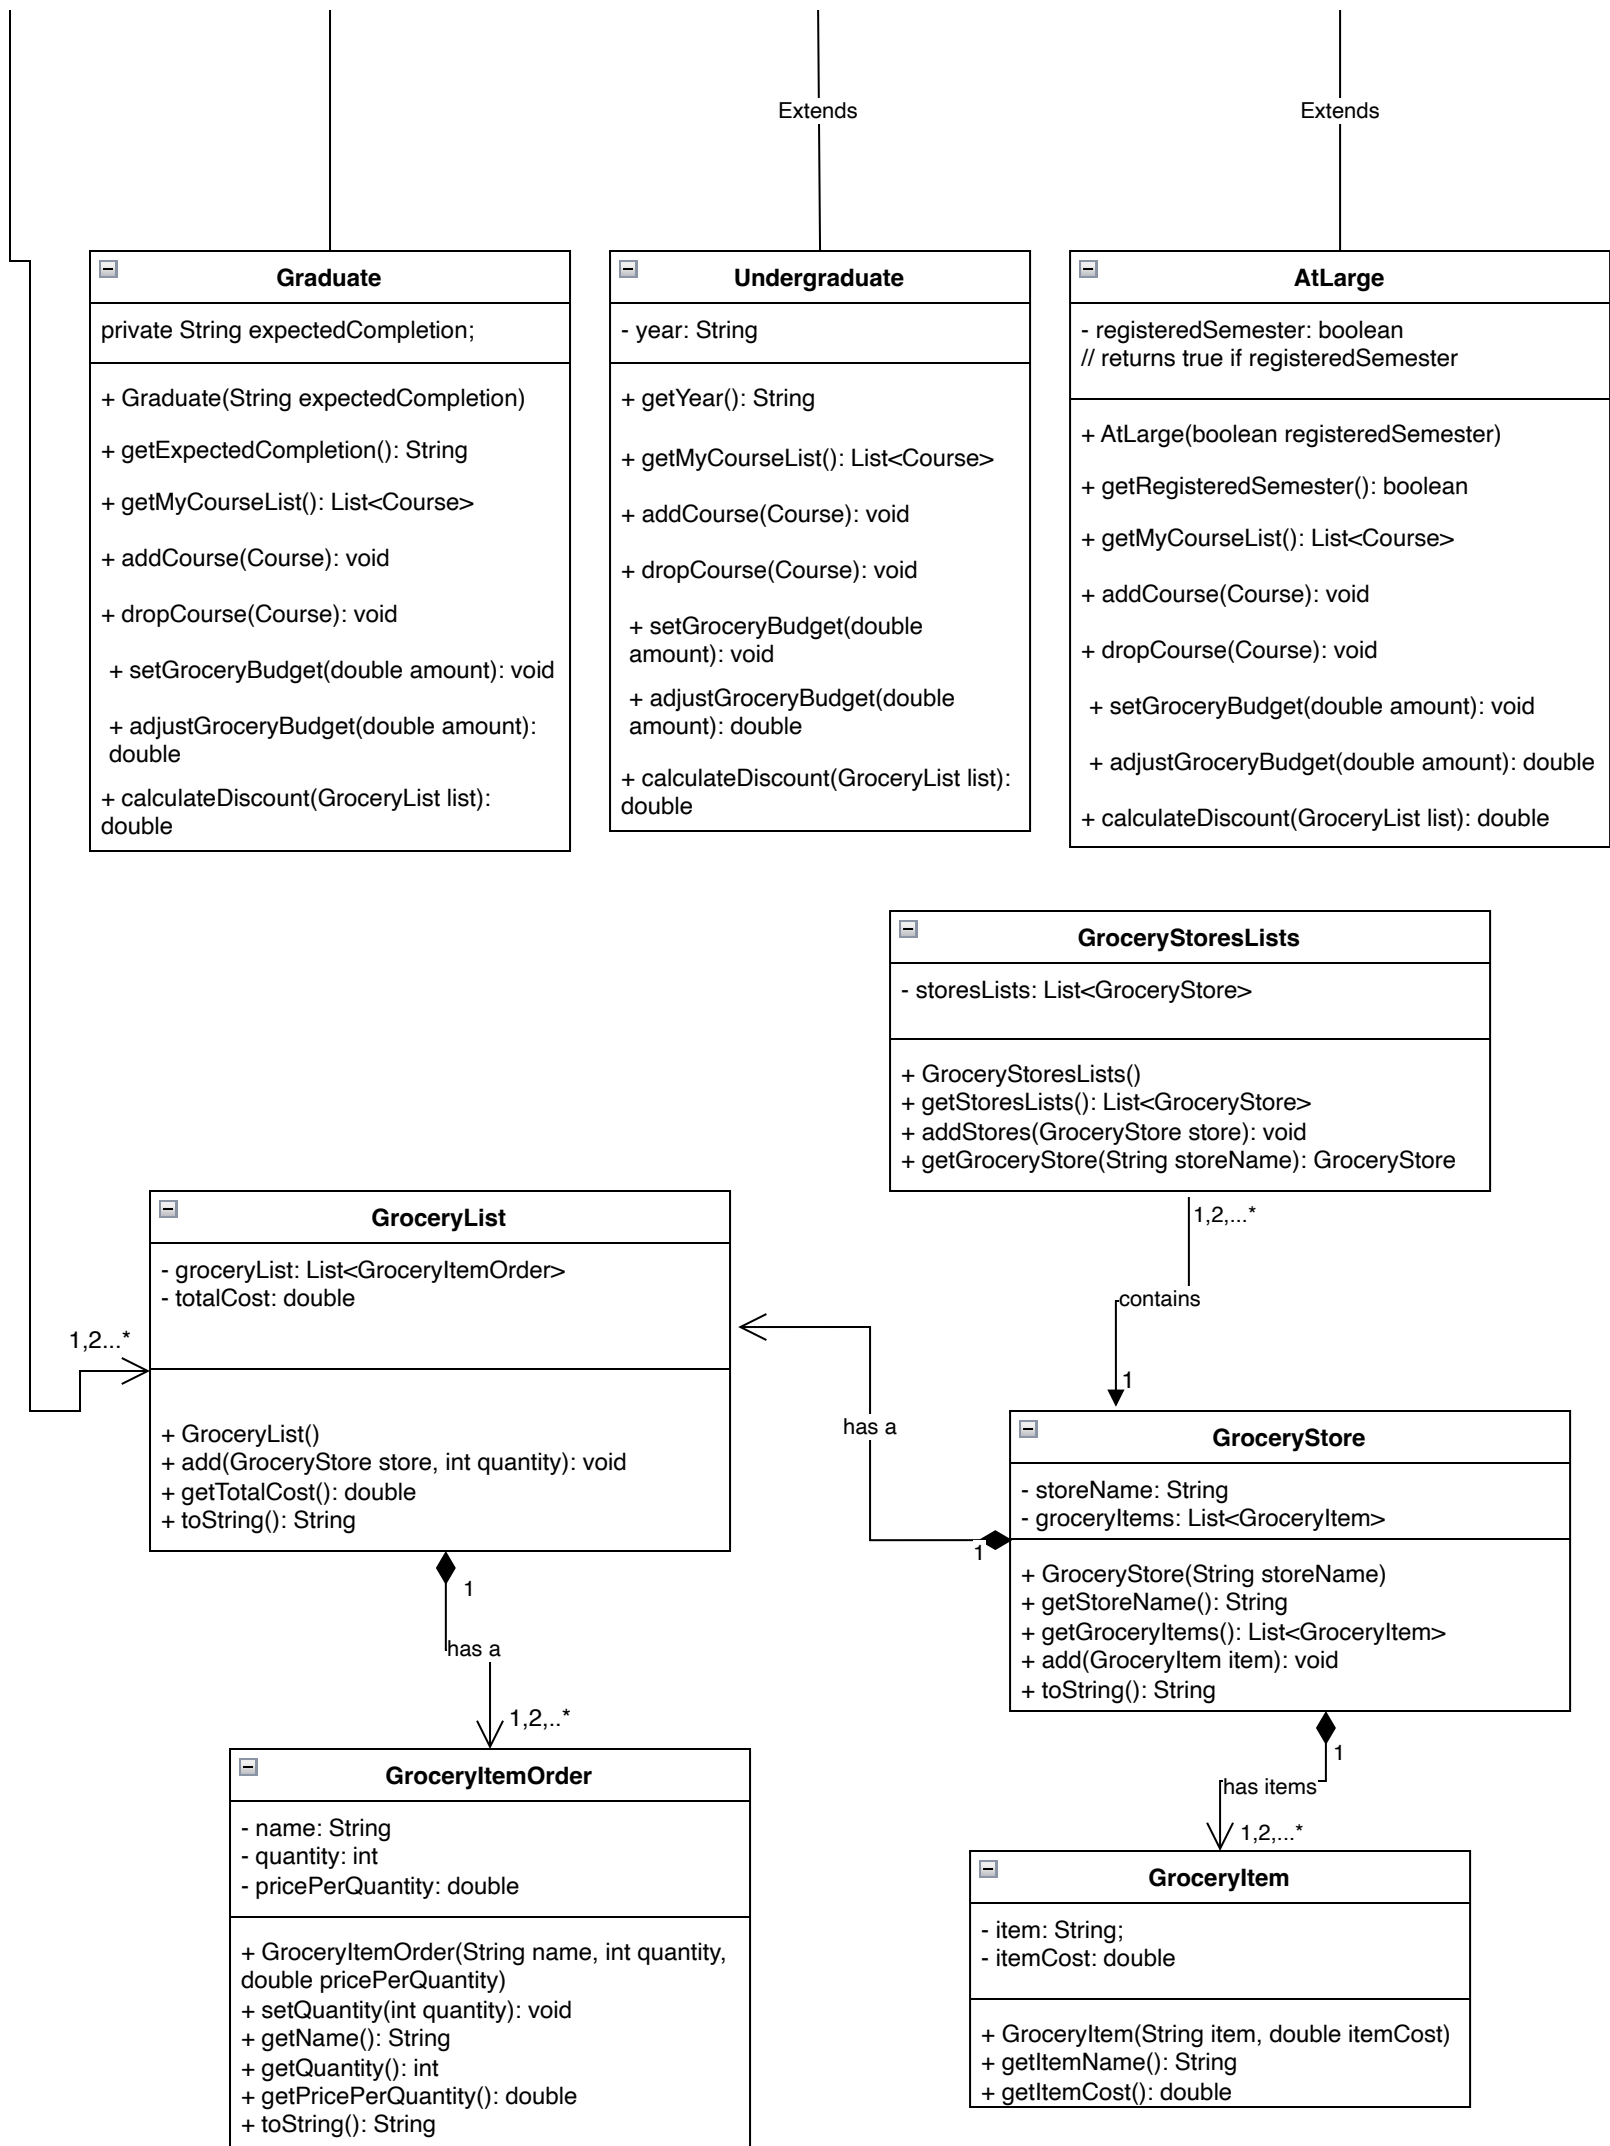 Extends
Extends
Graduate
private String expectedCompletion;
+ Graduate(String expectedCompletion)
+ getExpectedCompletion(): String
+ getMyCourseList(): List<Course>
+ addCourse(Course): void
+ dropCourse(Course): void
+ setGroceryBudget(double amount): void
+ adjustGroceryBudget(double amount):
double
+ calculateDiscount(GroceryList list):
double
Undergraduate
- year: String
+ getYear(): String
+ getMyCourseList(): List<Course>
+ addCourse(Course): void
+ dropCourse(Course): void
+ setGroceryBudget(double
amount): void
+ adjustGroceryBudget(double
amount): double
+ calculateDiscount(GroceryList list):
double
AtLarge
- registeredSemester: boolean
// returns true if registeredSemester
+ AtLarge(boolean registeredSemester)
+ getRegisteredSemester(): boolean
+ getMyCourseList(): List<Course>
+ addCourse(Course): void
+ dropCourse(Course): void
+ setGroceryBudget(double amount): void
+ adjustGroceryBudget(double amount): double
+ calculateDiscount(GroceryList list): double
GroceryStoresLists
- storesLists: List<GroceryStore>
+ GroceryStoresLists()
+ getStoresLists(): List<GroceryStore>
+ addStores(GroceryStore store): void
+ getGroceryStore(String storeName): GroceryStore
1,2,...*
contains
1
GroceryList
- groceryList: List<GroceryItemOrder>
- totalCost: double
+ GroceryList()
+ add(GroceryStore store, int quantity): void
+ getTotalCost(): double
+ toString(): String
1,2...*
has a
1
GroceryStore
- storeName: String
- groceryItems: List<GroceryItem>
+ GroceryStore(String storeName)
+ getStoreName(): String
+ getGroceryItems(): List<GroceryItem>
+ add(GroceryItem item): void
+ toString(): String
1
has a
1,2,..*
1
has items
1,2,...*
GroceryItemOrder
- name: String
- quantity: int
- pricePerQuantity: double
+ GroceryItemOrder(String name, int quantity,
double pricePerQuantity)
+ setQuantity(int quantity): void
+ getName(): String
+ getQuantity(): int
+ getPricePerQuantity(): double
+ toString(): String
GroceryItem
- item: String;
- itemCost: double
+ GroceryItem(String item, double itemCost)
+ getItemName(): String
+ getItemCost(): double